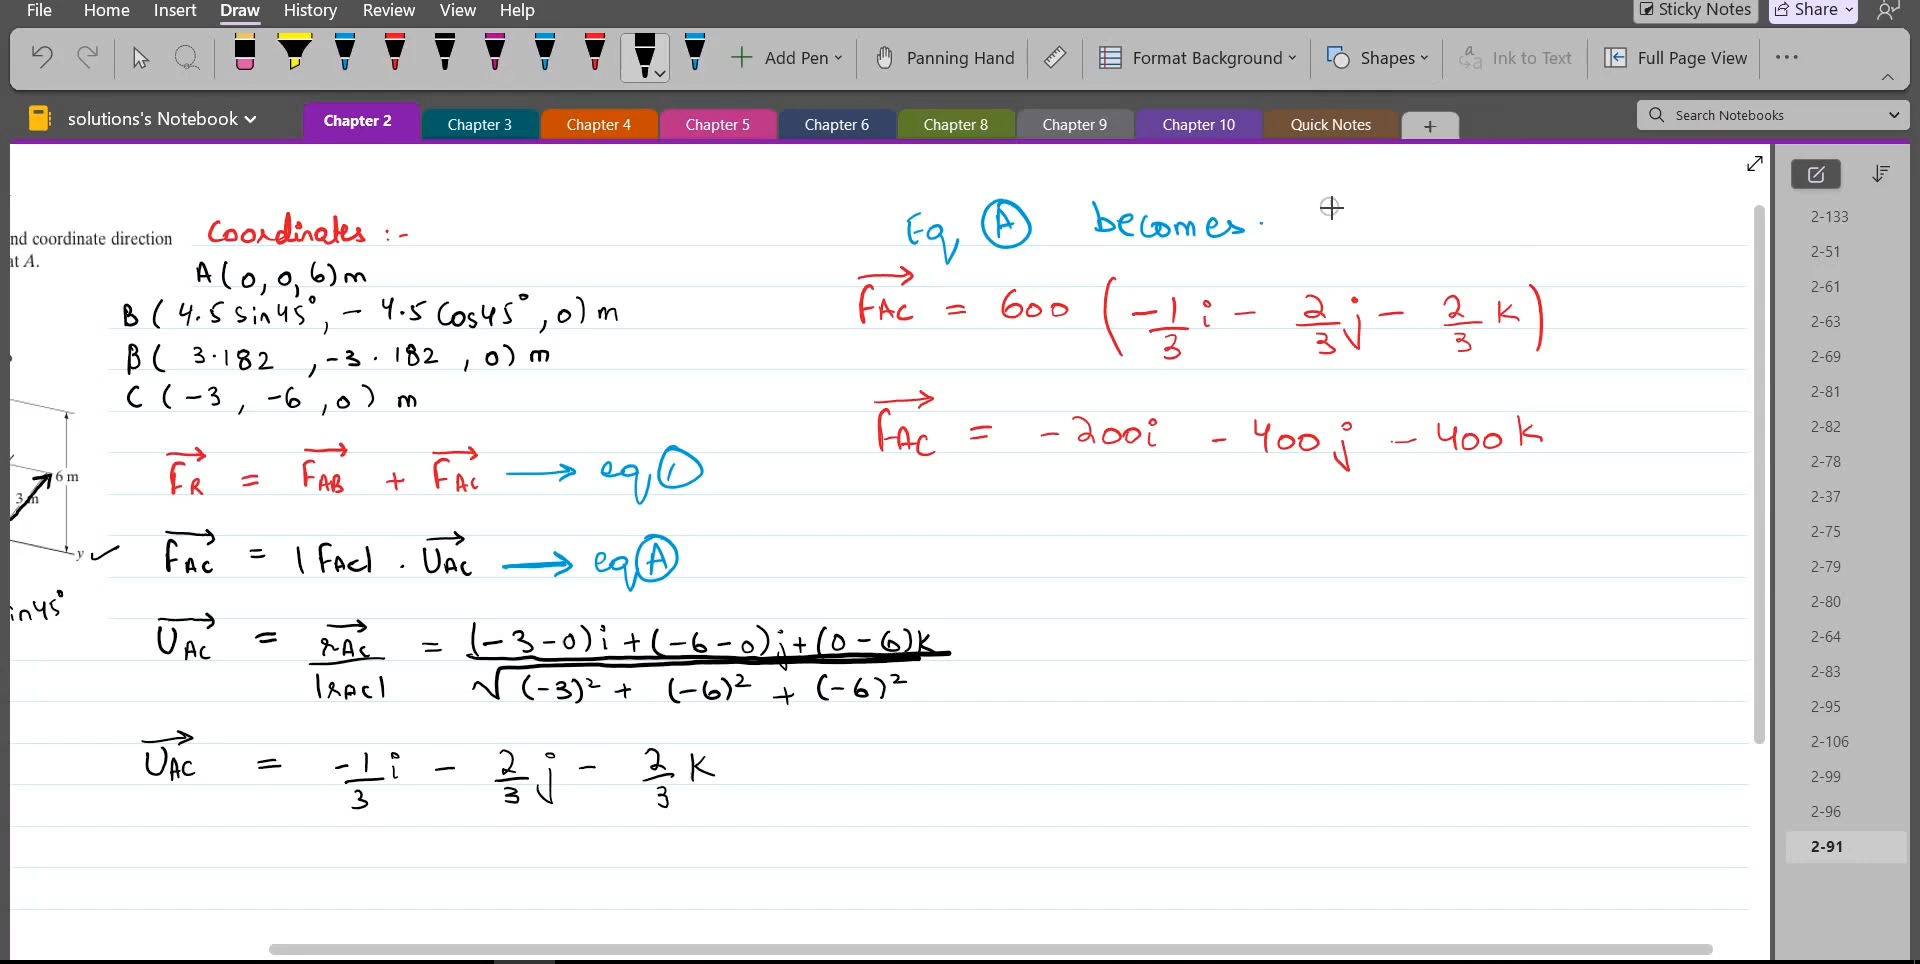 File Home Insert Draw History Review View Help
Sticky Notes Share
Add Pen Panning Hand Format Background Shapes Ink to Text Full Page View
solutions's Notebook Chapter 2 Chapter 3 Chapter 4 Chapter 5 Chapter 6 Chapter 8 Chapter 9 Chapter 10 Quick Notes + Search Notebooks
nd coordinate direction
at A.
6 m
3 m
y
in45°
Coordinates :-
A(0, 0, 6)m
B(4.5 sin45°, -4.5 Cos45°, 0)m
B(3.182, -3.182, 0)m
C(-3, -6, 0) m
FR = FAB + FAC → eq 1
FAC = |FAC| . UAC → eq A
UAC = rAC / |rAC| = (-3-0)i+(-6-0)j+(0-6)k / √(-3)² + (-6)² + (-6)²
UAC = -1/3 i - 2/3 j - 2/3 k
Eq A becomes.
FAC = 600 (-1/3 i - 2/3 j - 2/3 k)
FAC = -200i - 400j - 400k
2-133
2-51
2-61
2-63
2-69
2-81
2-82
2-78
2-37
2-75
2-79
2-80
2-64
2-83
2-95
2-106
2-99
2-96
2-91